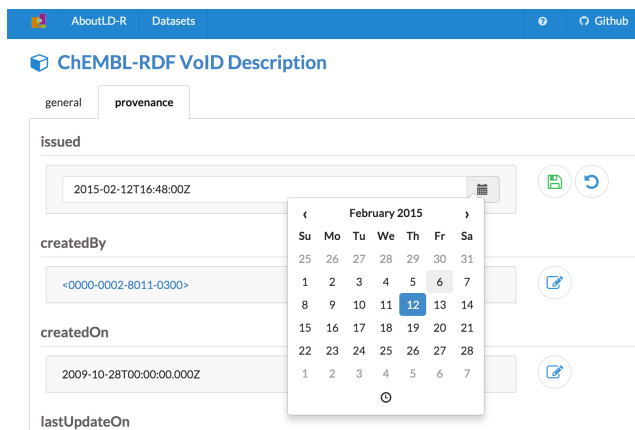 AboutLD-R Datasets Github
ChEMBL-RDF VoID Description
general provenance
issued
2015-02-12T16:48:00Z
‹ February 2015 ›
Su Mo Tu We Th Fr Sa
25 26 27 28 29 30 31
1 2 3 4 5 6 7
8 9 10 11 12 13 14
15 16 17 18 19 20 21
22 23 24 25 26 27 28
1 2 3 4 5 6 7
createdBy
<0000-0002-8011-0300>
createdOn
2009-10-28T00:00:00.000Z
lastUpdateOn